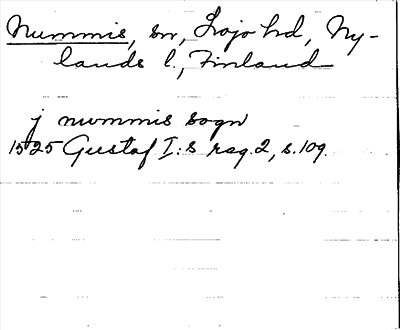 Nummis, sn, Lojo hd, Ny-
lands l., Finland
j nummis sogn
1525 Gustaf I:s reg. 2, s. 109.